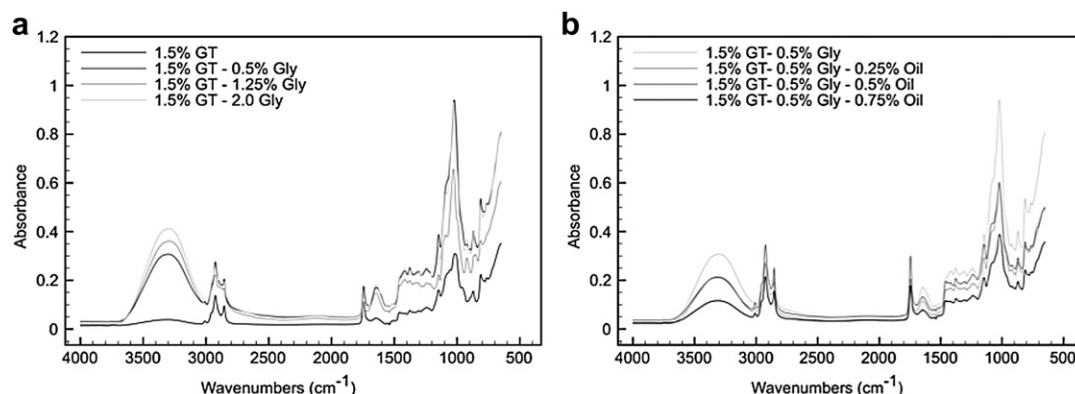 a
1.2
1
0.8
0.6
0.4
0.2
0
Absorbance
1.5% GT
1.5% GT - 0.5% Gly
1.5% GT - 1.25% Gly
1.5% GT - 2.0 Gly
4000 3500 3000 2500 2000 1500 1000 500
Wavenumbers (cm-1)
b
1.2
1
0.8
0.6
0.4
0.2
0
Absorbance
1.5% GT- 0.5% Gly
1.5% GT- 0.5% Gly - 0.25% Oil
1.5% GT- 0.5% Gly - 0.5% Oil
1.5% GT- 0.5% Gly - 0.75% Oil
4000 3500 3000 2500 2000 1500 1000 500
Wavenumbers (cm-1)